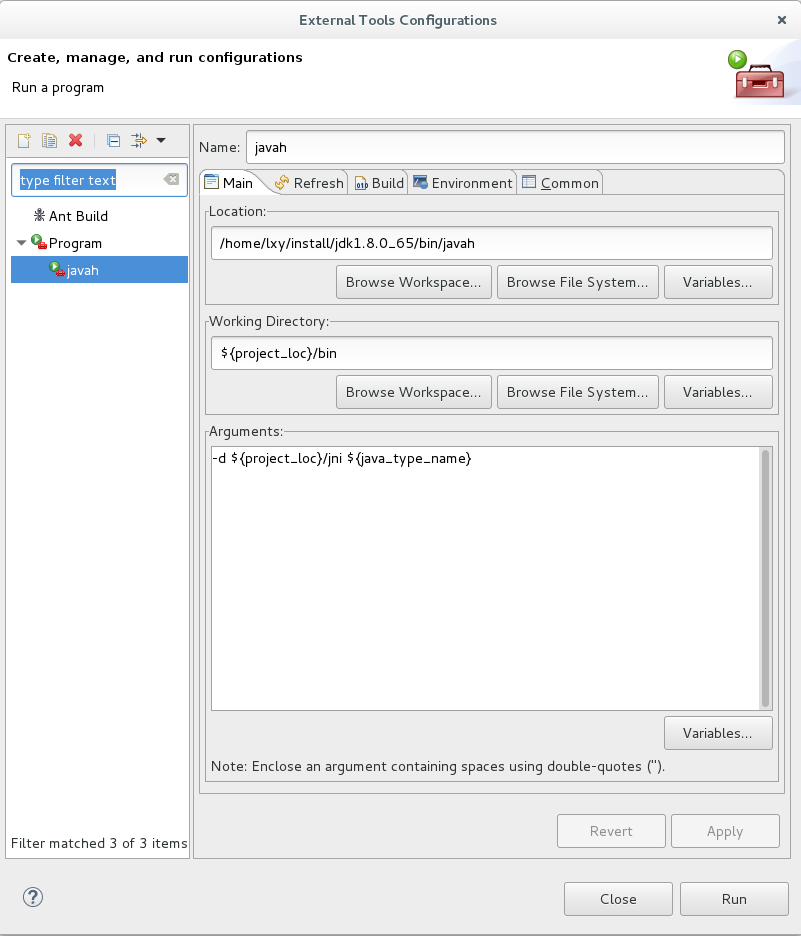 External Tools Configurations
Create, manage, and run configurations
Run a program
type filter text
Ant Build
Program
javah
Filter matched 3 of 3 items
Name: javah
Main Refresh Build Environment Common
Location:
/home/lxy/install/jdk1.8.0_65/bin/javah
Browse Workspace... Browse File System... Variables...
Working Directory:
${project_loc}/bin
Browse Workspace... Browse File System... Variables...
Arguments:
-d ${project_loc}/jni ${java_type_name}
Variables...
Note: Enclose an argument containing spaces using double-quotes (").
Revert Apply
Close Run